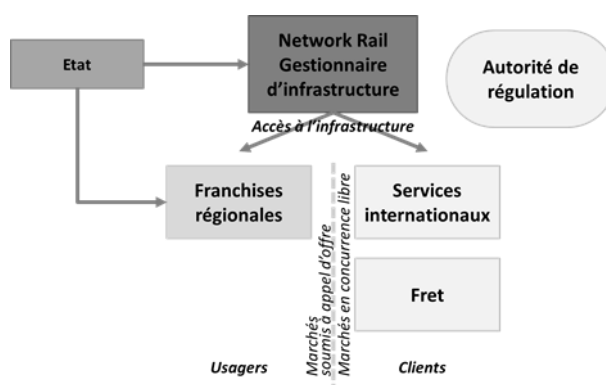 Etat
Network Rail
Gestionnaire
d'infrastructure
Autorité de
régulation
Accès à l'infrastructure
Franchises
régionales
Marchés
soumis a appel d'offre
Marchés en concurrence libre
Services
internationaux
Fret
Usagers
Clients